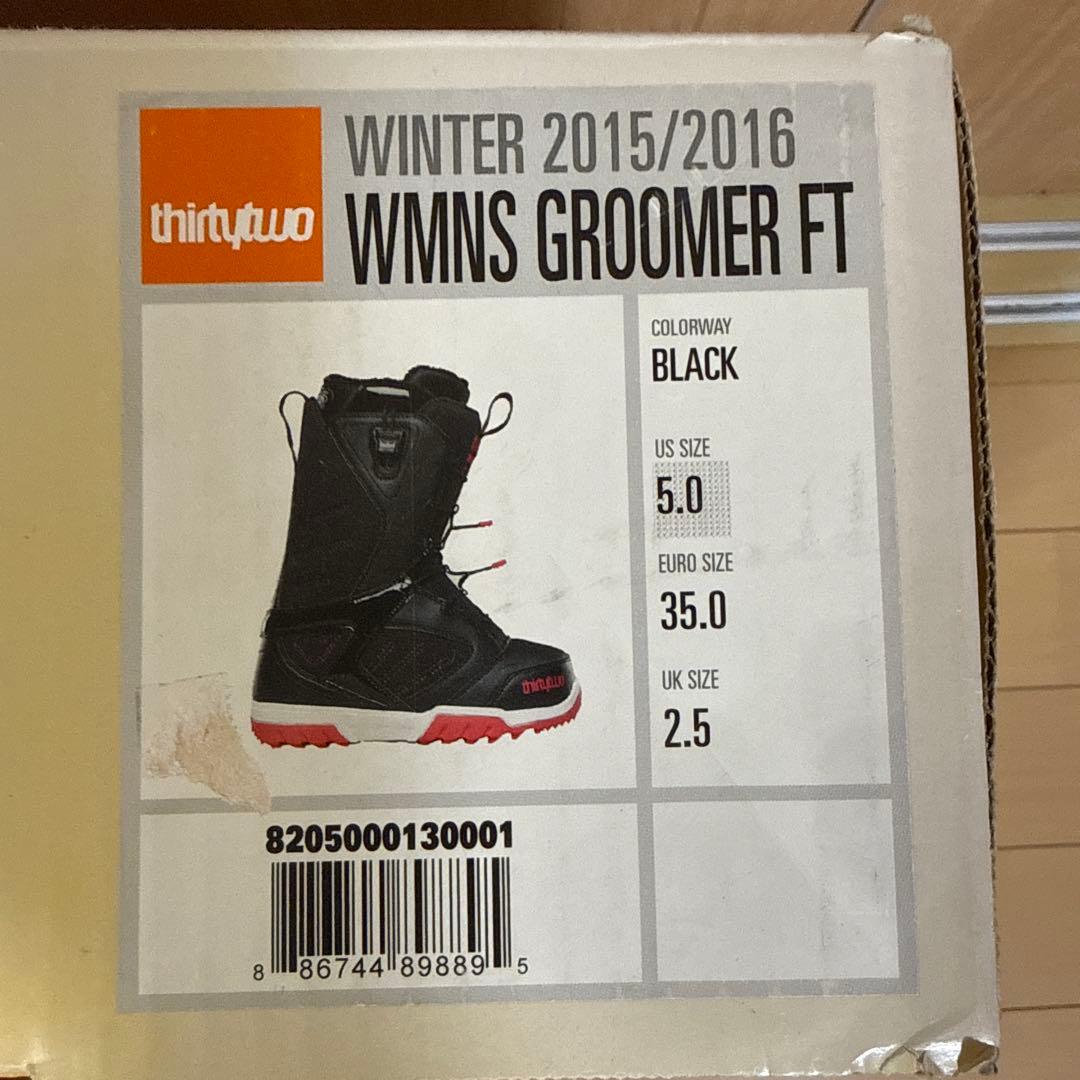 thirtytwo
WINTER 2015/2016
WMNS GROOMER FT
COLORWAY
BLACK
US SIZE
5.0
EURO SIZE
35.0
UK SIZE
2.5
thirtytwo
8205000130001
8 86744 89889 5